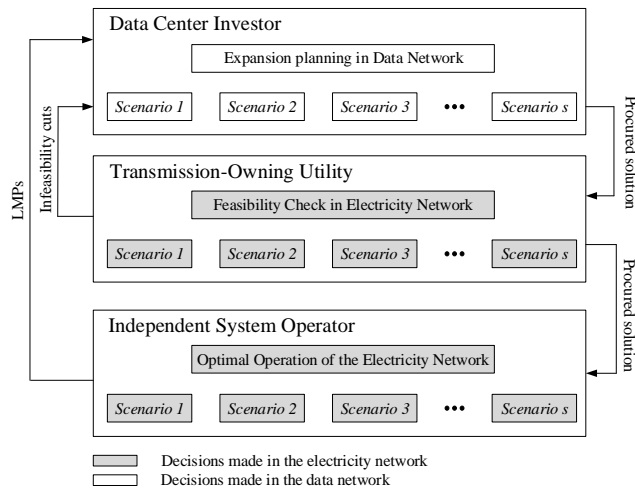 Data Center Investor
Expansion planning in Data Network
Scenario 1 Scenario 2 Scenario 3 ••• Scenario s
Transmission-Owning Utility
Feasibility Check in Electricity Network
Scenario 1 Scenario 2 Scenario 3 ••• Scenario s
Independent System Operator
Optimal Operation of the Electricity Network
Scenario 1 Scenario 2 Scenario 3 ••• Scenario s
LMPs
Infeasibility cuts
Procured solution
Procured solution
Decisions made in the electricity network
Decisions made in the data network